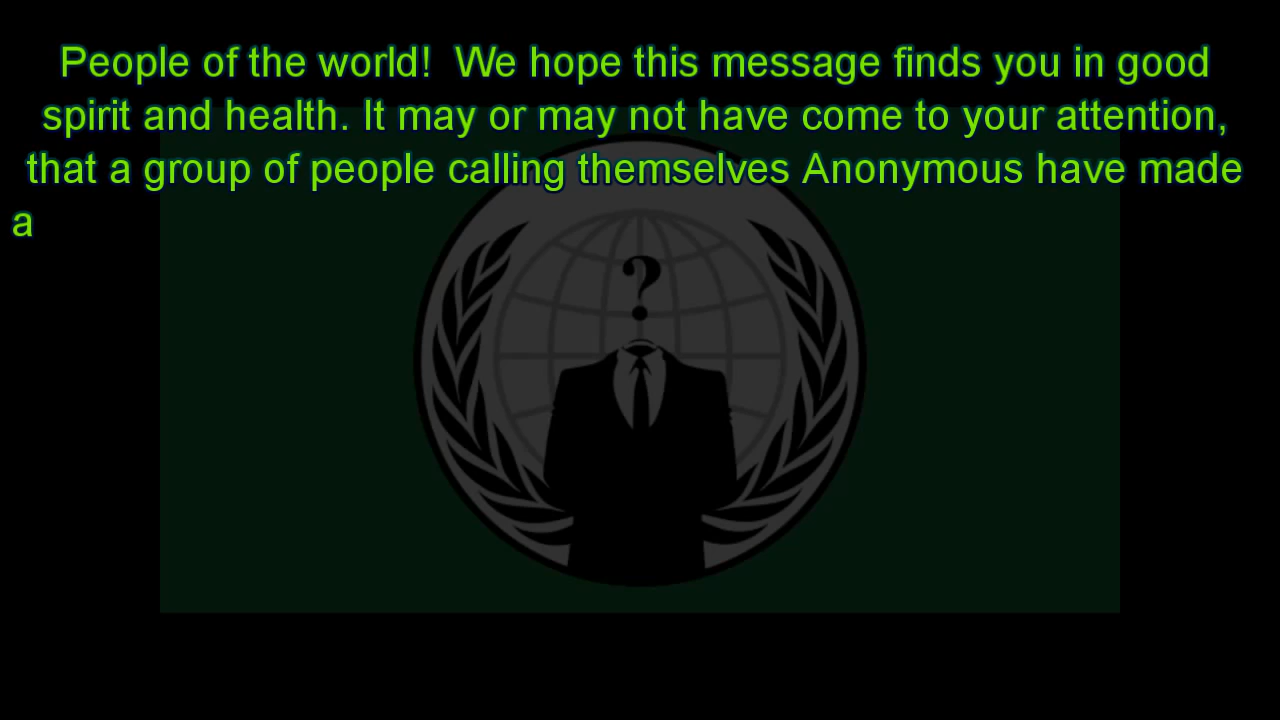 People of the world!  We hope this message finds you in good
spirit and health. It may or may not have come to your attention,
that a group of people calling themselves Anonymous have made
a
?